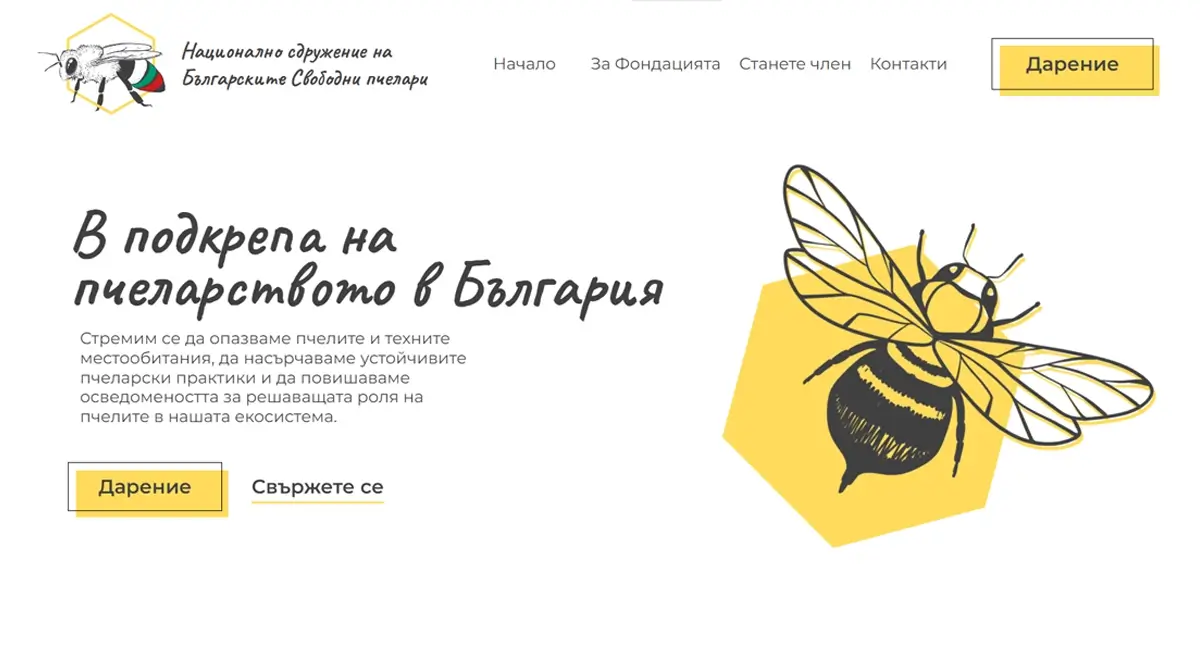 Национално сдружение на
Българските Свободни пчелари
Начало
За Фондацията
Станете член
Контакти
Дарение
В подкрепа на
пчеларството в България
Стремим се да опазваме пчелите и техните
местообитания, да насърчаваме устойчивите
пчеларски практики и да повишаваме
осведомеността за решаващата роля на
пчелите в нашата екосистема.
Дарение
Свържете се